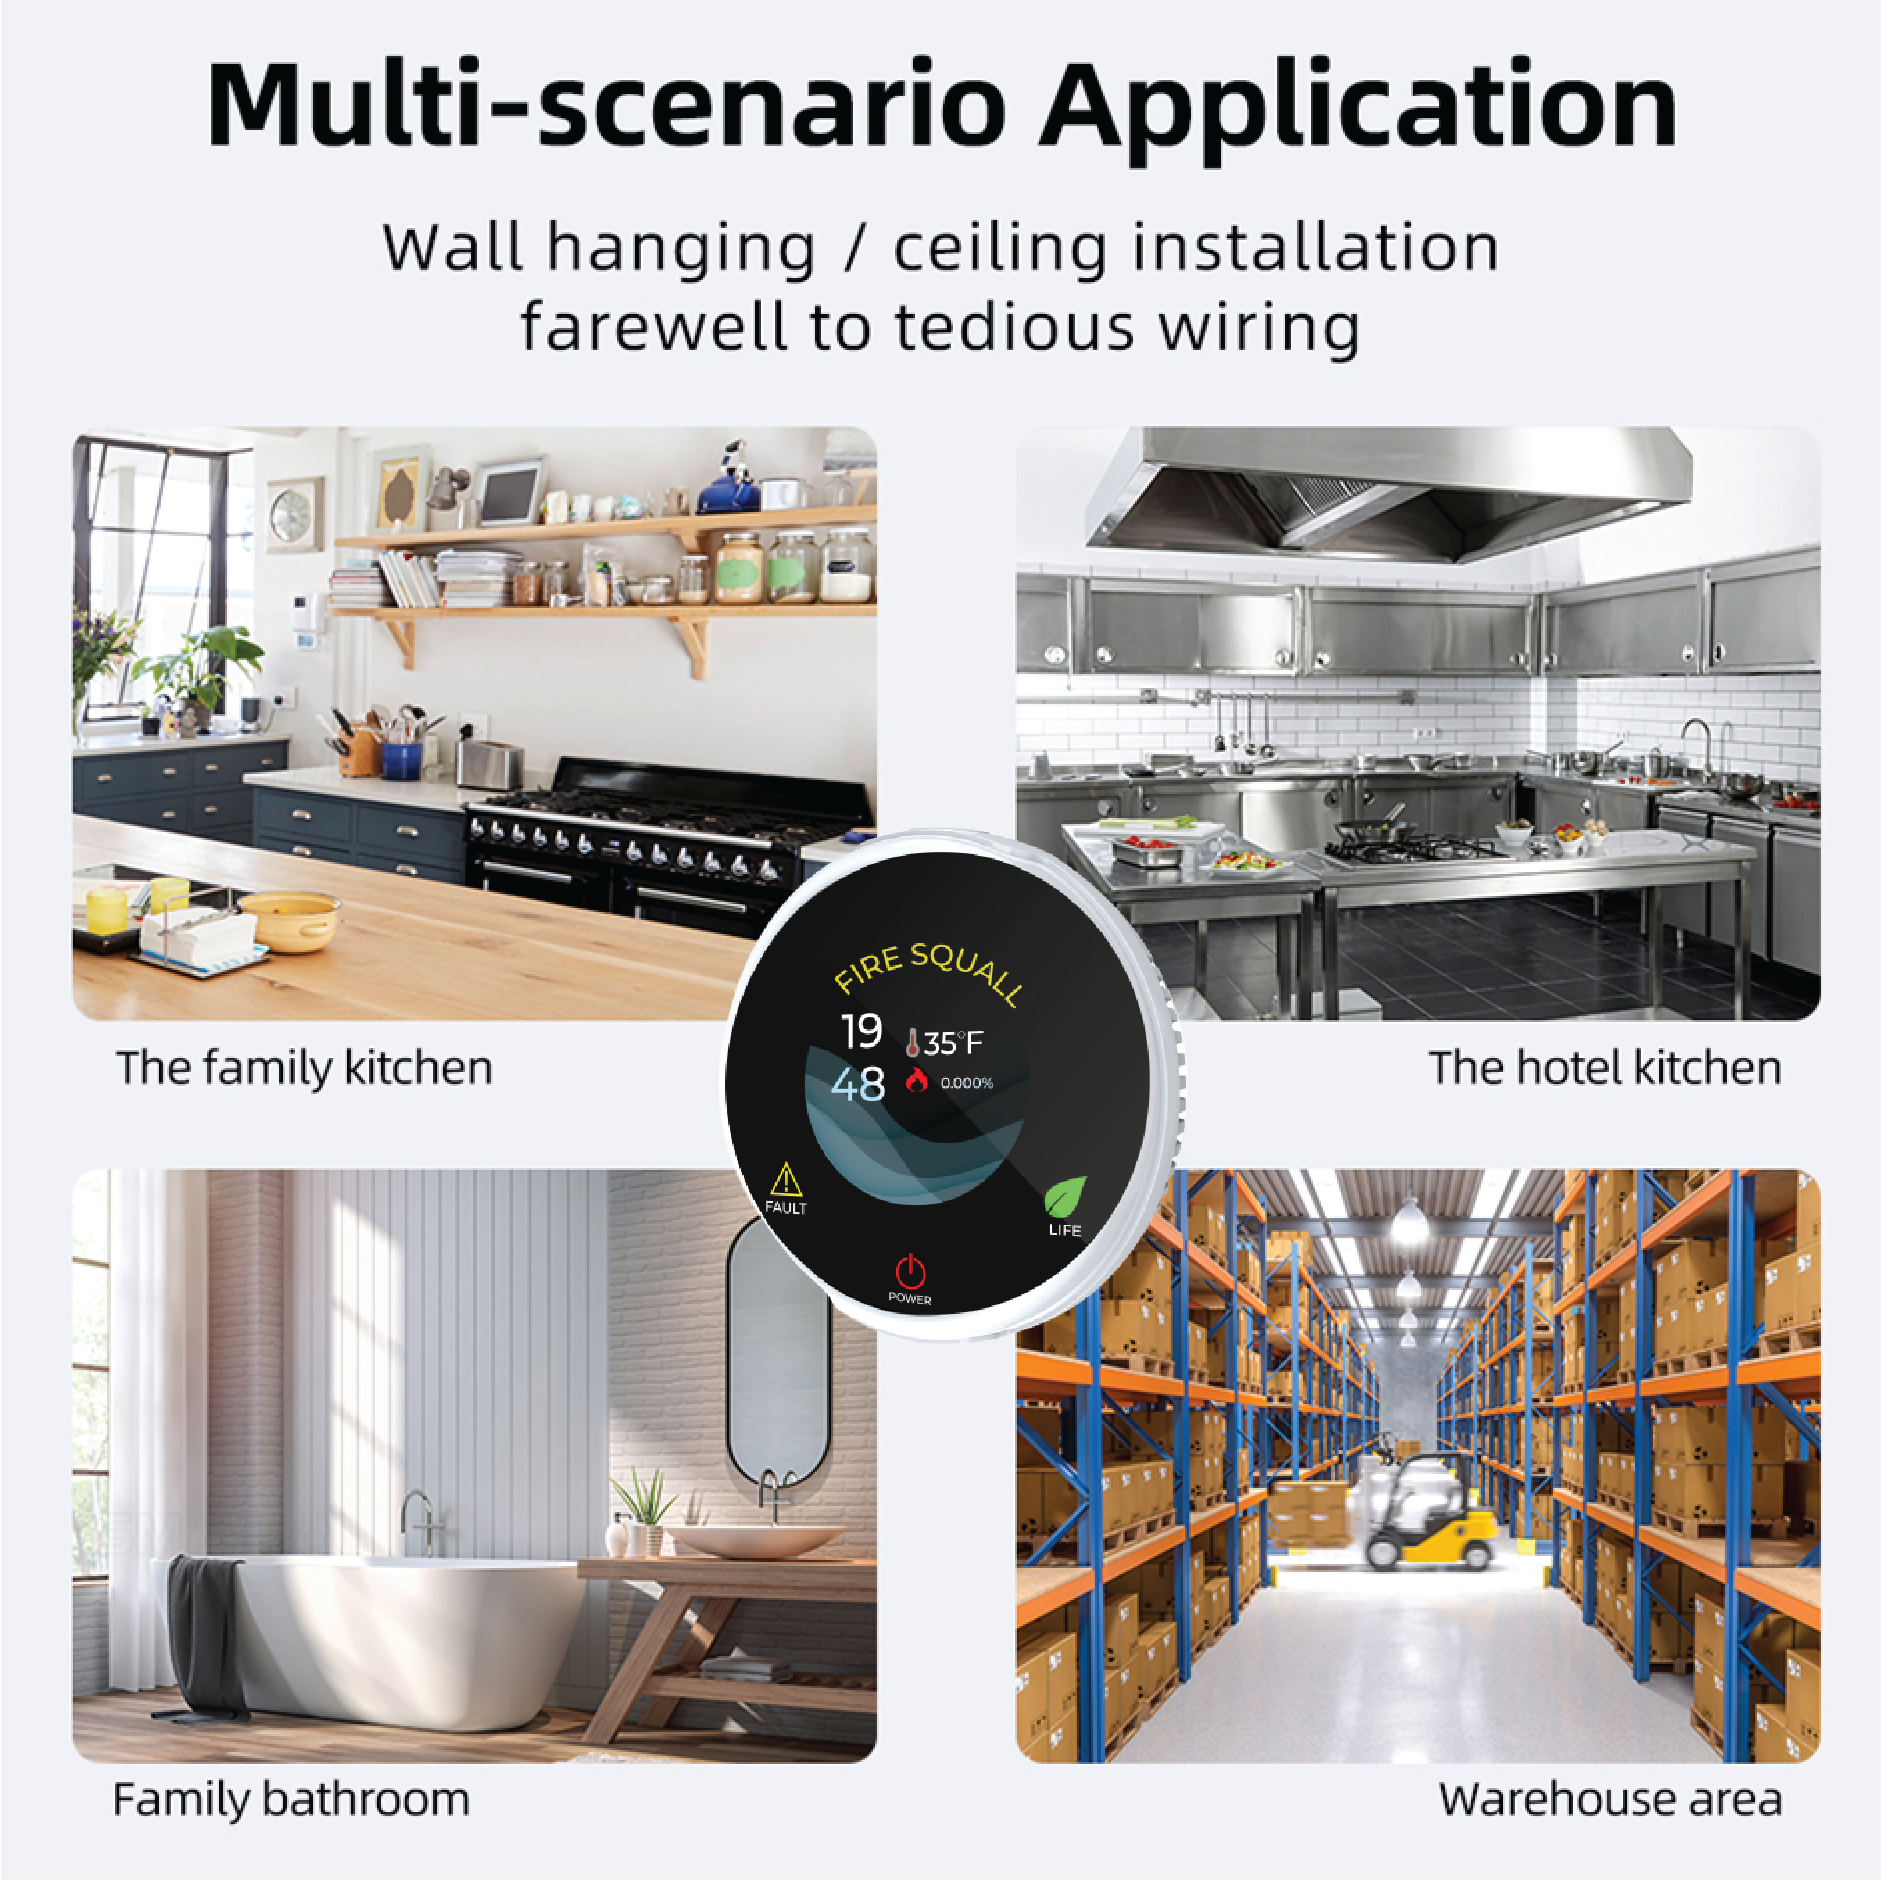 Multi-scenario Application
Wall hanging / ceiling installation
farewell to tedious wiring
The family kitchen
The hotel kitchen
FIRE SQUALL
19
35°F
48
0.000%
FAULT
LIFE
POWER
Family bathroom
Warehouse area